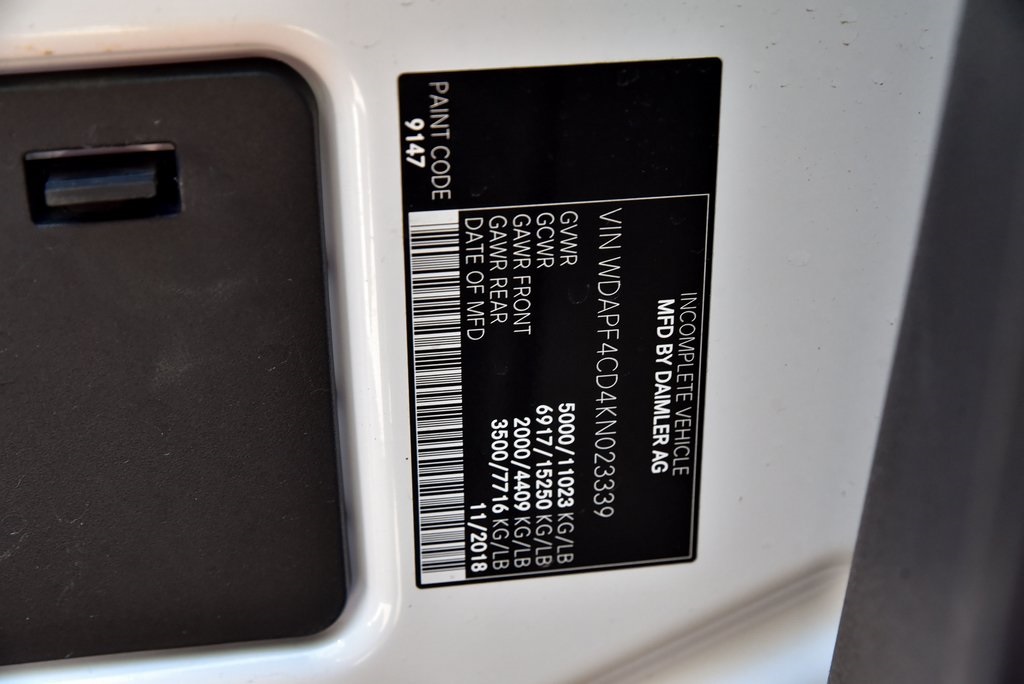 INCOMPLETE VEHICLE
MFD BY DAIMLER AG
VIN WDAPF4CD4KN023339
GVWR 5000/11023 KG/LB
GCWR 6917/15250 KG/LB
GAWR FRONT 2000/4409 KG/LB
GAWR REAR 3500/7716 KG/LB
DATE OF MFD 11/2018
PAINT CODE
9147